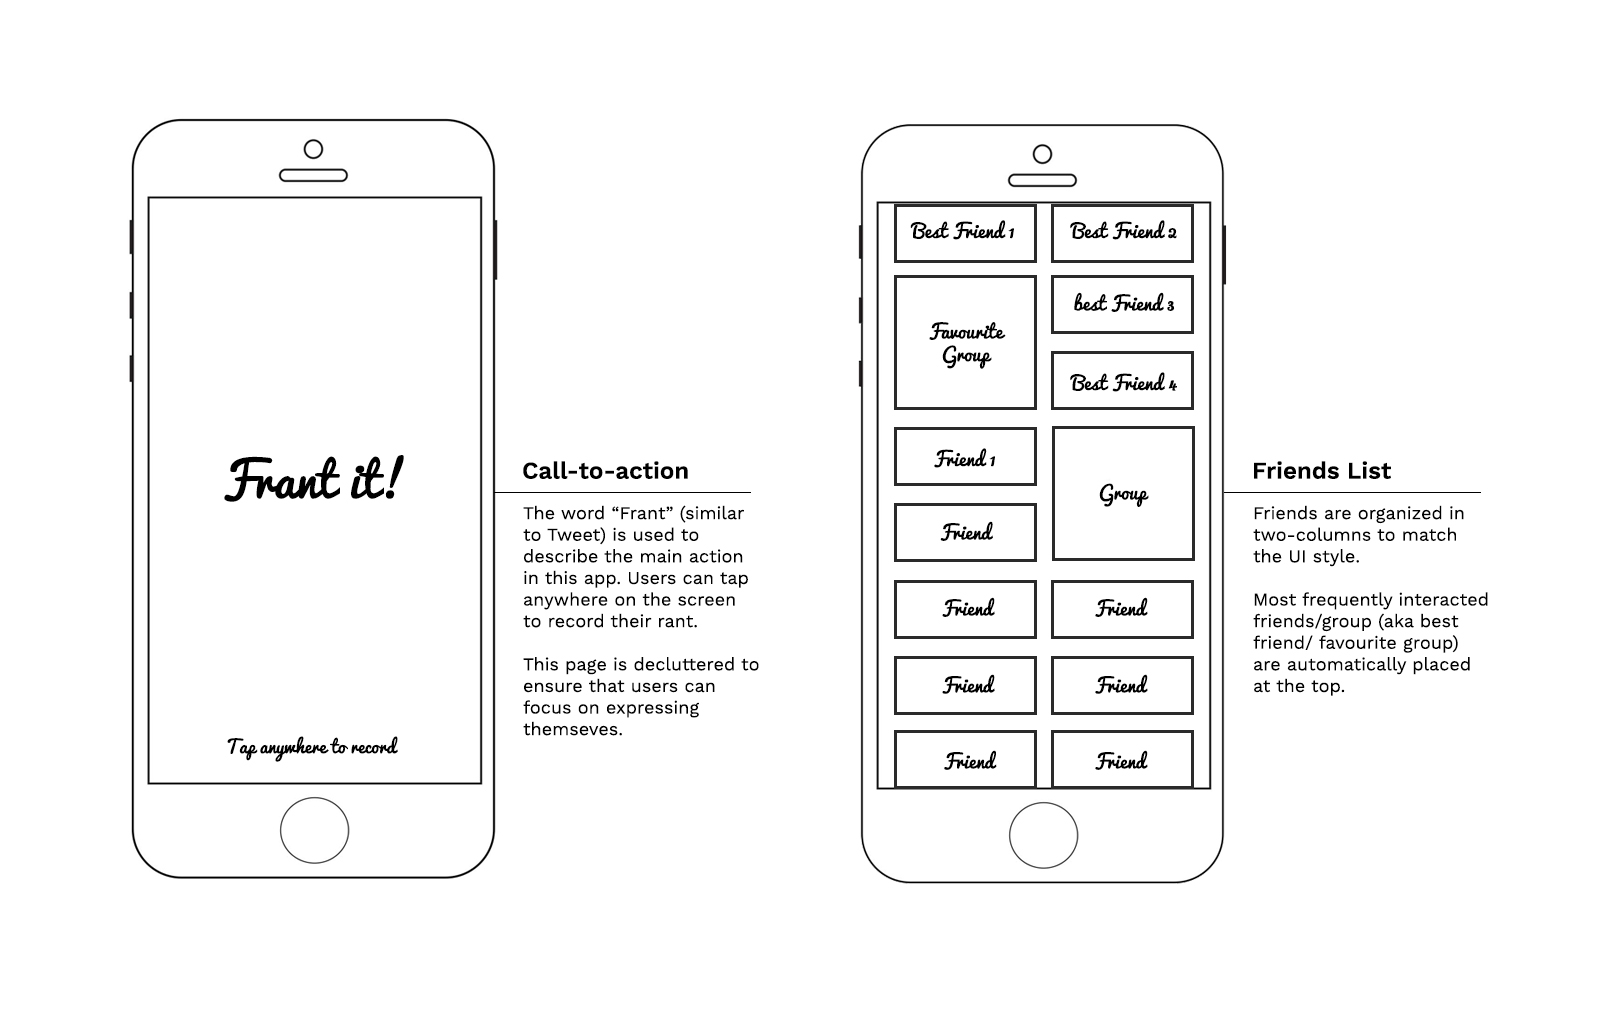 Frant it!
Tap anywhere to record
Call-to-action
The word “Frant” (similar
to Tweet) is used to
describe the main action
in this app. Users can tap
anywhere on the screen
to record their rant.
This page is decluttered to
ensure that users can
focus on expressing
themseves.
Best Friend 1
Best Friend 2
Favourite
Group
best Friend 3
Best Friend 4
Friend 1
Group
Friend
Friend
Friend
Friend
Friend
Friend
Friend
Friends List
Friends are organized in
two-columns to match
the UI style.
Most frequently interacted
friends/group (aka best
friend/ favourite group)
are automatically placed
at the top.